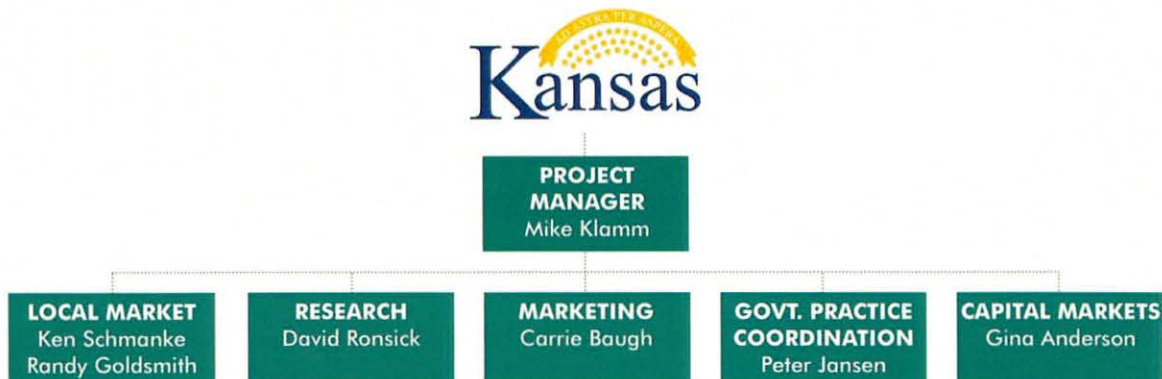 AD ASTRA PER ASPERA
Kansas
PROJECT
MANAGER
Mike Klamm
LOCAL MARKET
Ken Schmanke
Randy Goldsmith
RESEARCH
David Ronsick
MARKETING
Carrie Baugh
GOVT. PRACTICE
COORDINATION
Peter Jansen
CAPITAL MARKETS
Gina Anderson